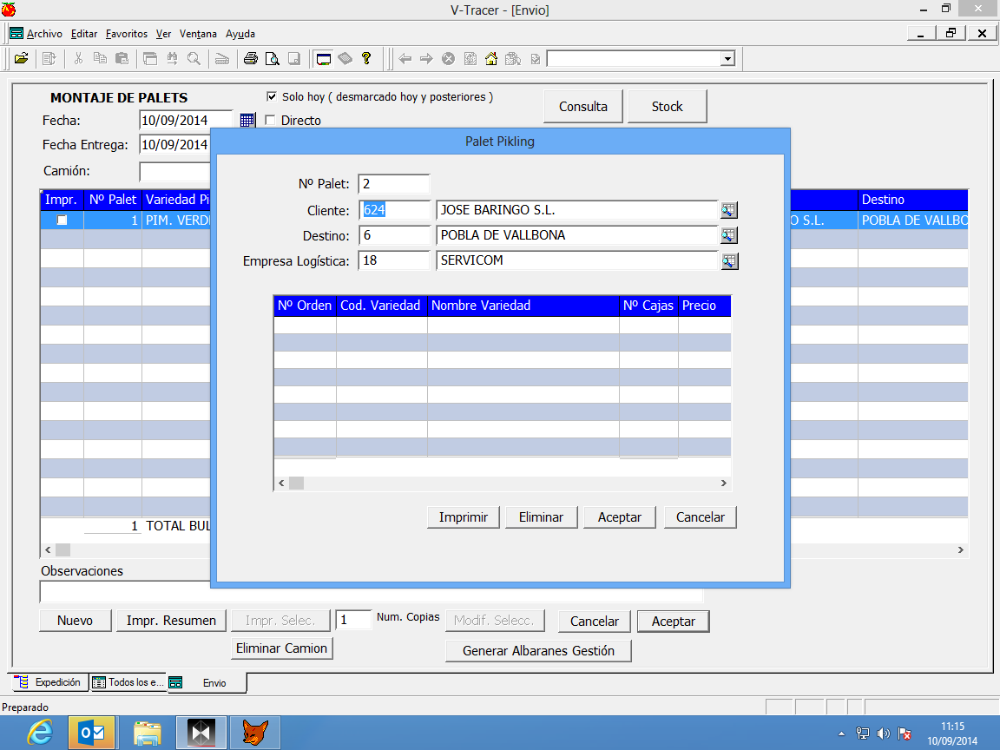 V-Tracer - [Envio]
Archivo Editar Favoritos Ver Ventana Ayuda
MONTAJE DE PALETS
Solo hoy ( desmarcado hoy y posteriores )
Consulta
Stock
Fecha:
10/09/2014
Directo
Fecha Entrega:
10/09/2014
Camión:
Palet Pikling
Nº Palet:
2
Cliente:
624
JOSE BARINGO S.L.
Destino:
6
POBLA DE VALLBONA
Empresa Logística:
18
SERVICOM
Impr. Nº Palet Variedad Pi
Destino
1 PIM. VERD
O S.L.
POBLA DE VALLBO
Nº Orden Cod. Variedad Nombre Variedad Nº Cajas Precio
Imprimir Eliminar Aceptar Cancelar
1 TOTAL BUL
Observaciones
Nuevo Impr. Resumen Impr. Selec. 1 Num. Copias Modif. Selecc. Cancelar Aceptar
Eliminar Camion Generar Albaranes Gestión
Expedición Todos los e... Envio
Preparado
11:15
10/09/2014